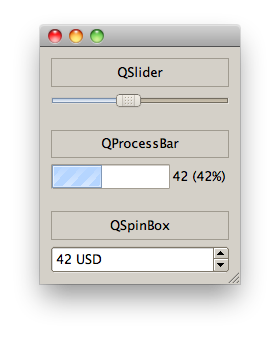 QSlider
QProcessBar
42 (42%)
QSpinBox
42 USD